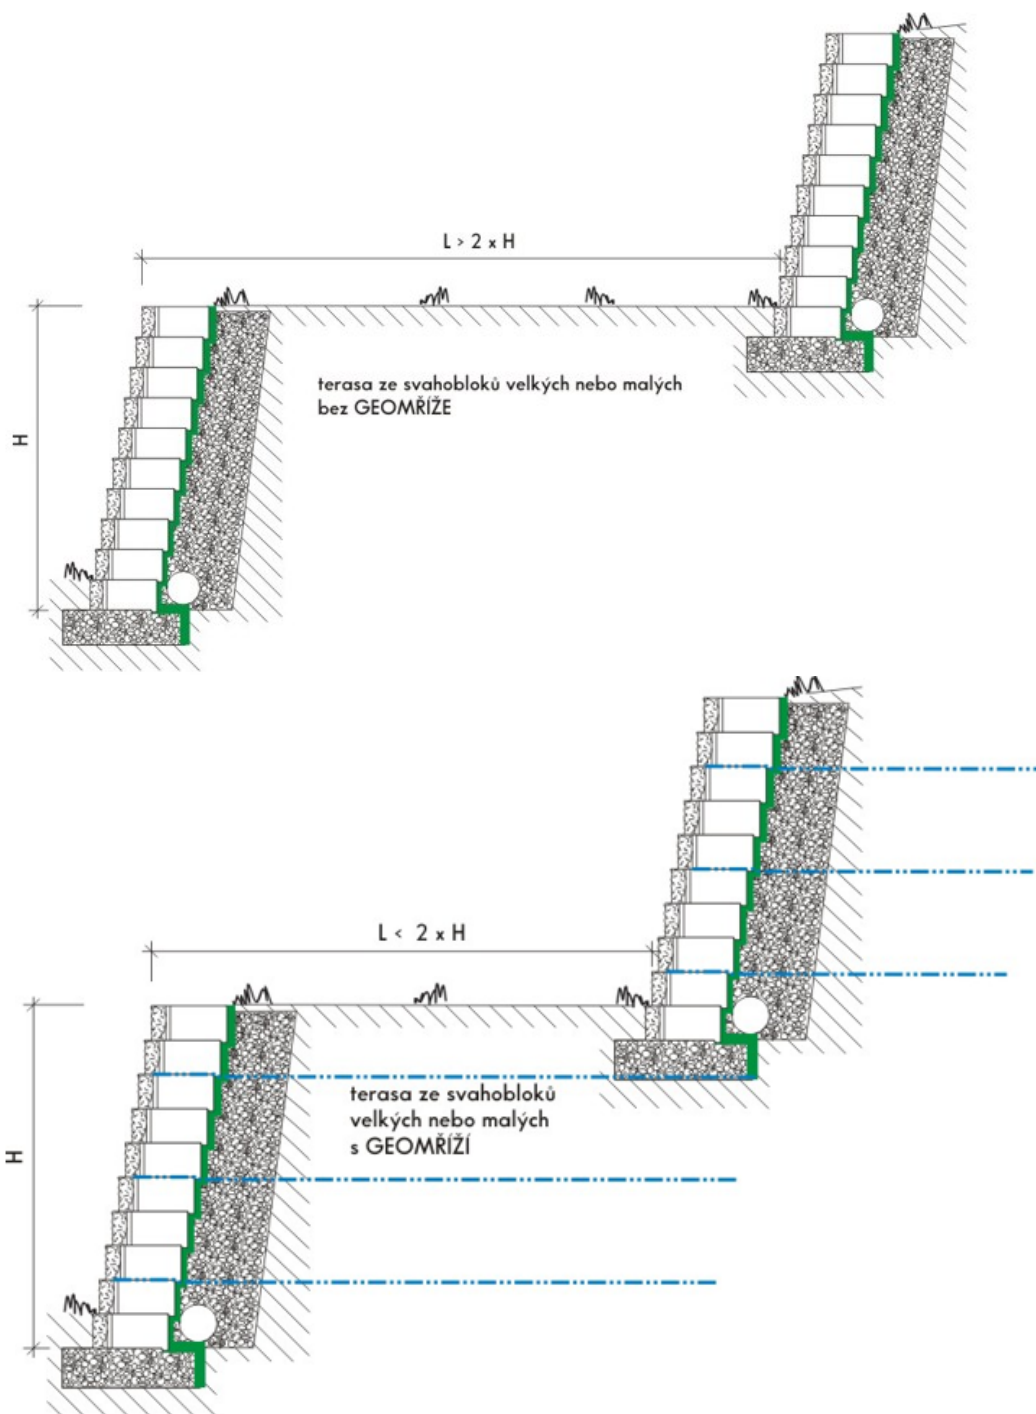 L > 2 x H
H
terasa ze svahobloků velkých nebo malých
bez GEOMŘÍŽE
L < 2 x H
H
terasa ze svahobloků
velkých nebo malých
s GEOMŘÍŽÍ